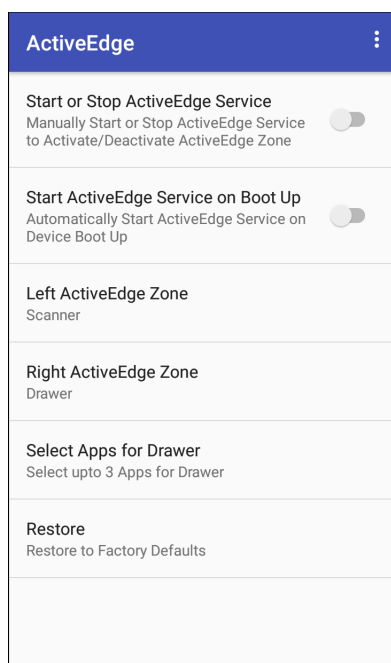 ActiveEdge
Start or Stop ActiveEdge Service
Manually Start or Stop ActiveEdge Service
to Activate/Deactivate ActiveEdge Zone
Start ActiveEdge Service on Boot Up
Automatically Start ActiveEdge Service on
Device Boot Up
Left ActiveEdge Zone
Scanner
Right ActiveEdge Zone
Drawer
Select Apps for Drawer
Select upto 3 Apps for Drawer
Restore
Restore to Factory Defaults